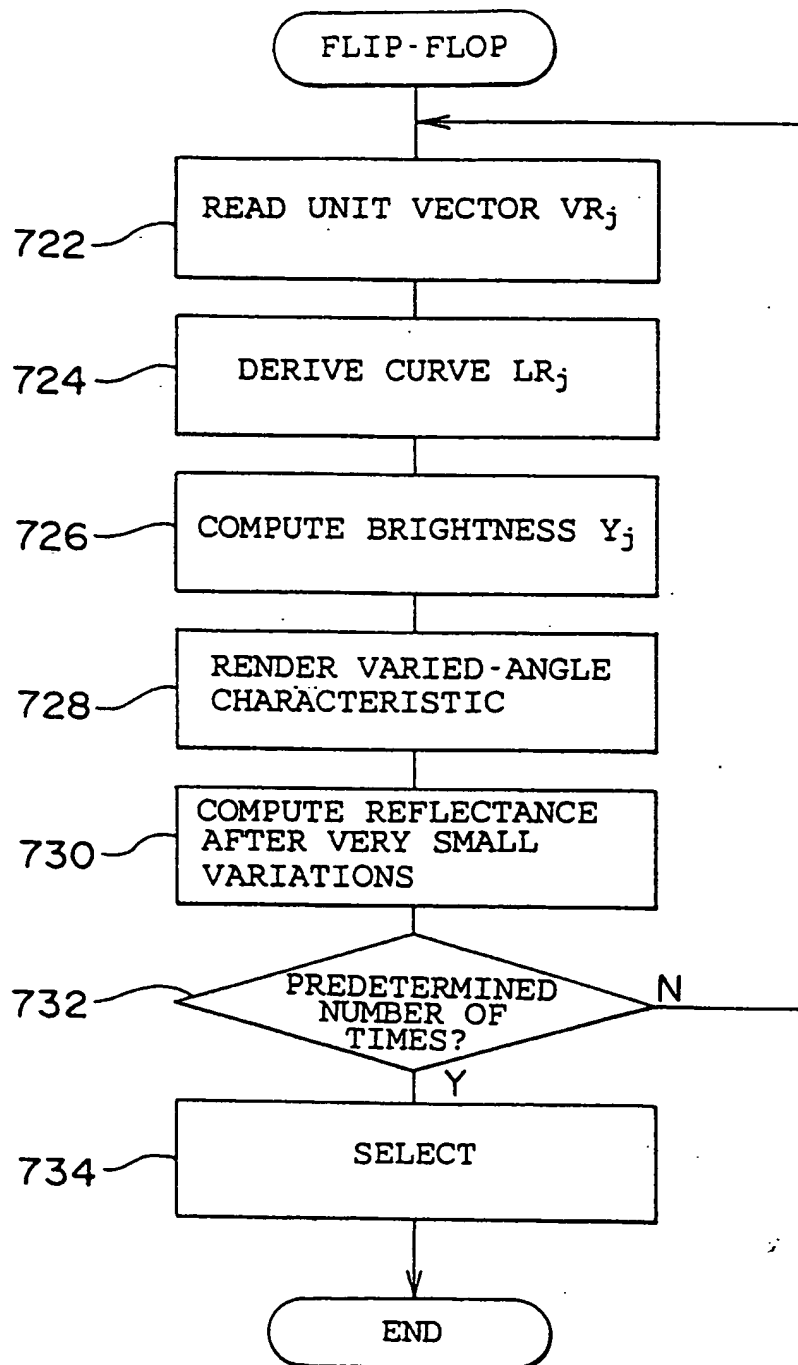 FLIP-FLOP
722
READ UNIT VECTOR VRj
724
DERIVE CURVE LRj
726
COMPUTE BRIGHTNESS Yj
728
RENDER VARIED-ANGLE
CHARACTERISTIC
730
COMPUTE REFLECTANCE
AFTER VERY SMALL
VARIATIONS
732
PREDETERMINED
NUMBER OF
TIMES?
N
Y
734
SELECT
END